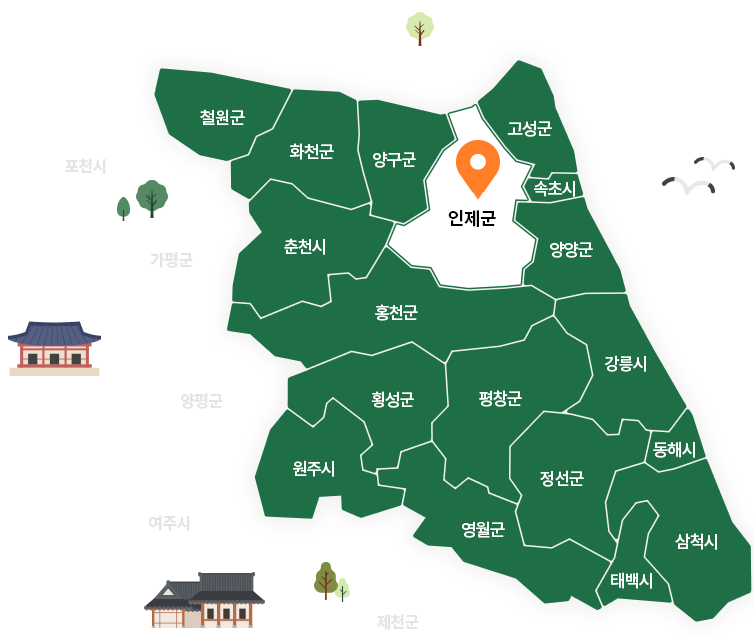 철원군
고성군
화천군
양구군
포천시
속초시
인제군
춘천시
양양군
가평군
홍천군
강릉시
횡성군
평창군
양평군
동해시
원주시
정선군
여주시
영월군
삼척시
태백시
제천군